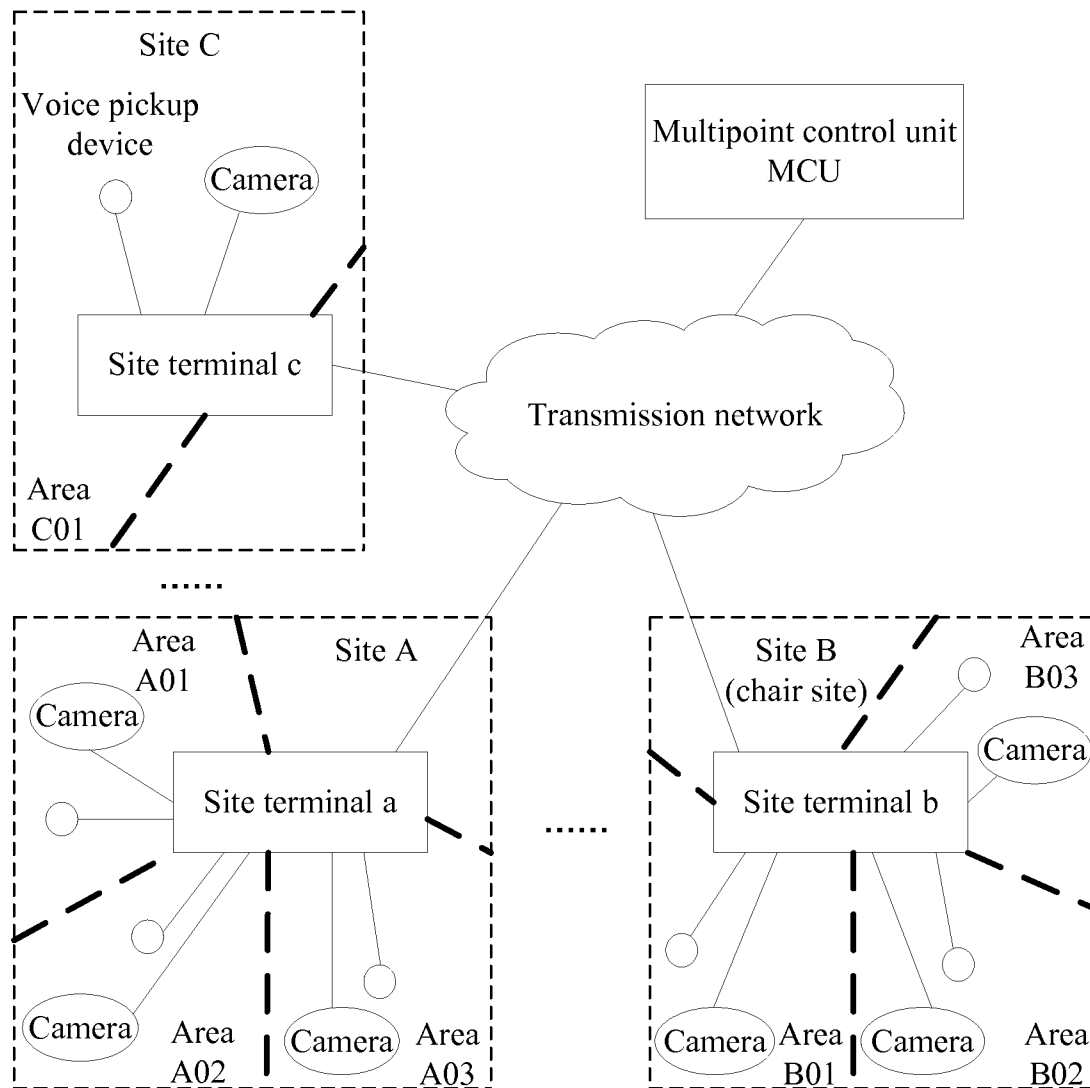 Site C
Voice pickup
device
Camera
Multipoint control unit
MCU
Site terminal c
Transmission network
Area
C01
......
Area
A01
Site A
Camera
Site terminal a
Camera
Area
A02
Camera
Area
A03
......
Site B
(chair site)
Area
B03
Camera
Site terminal b
Camera
Area
B01
Camera
Area
B02